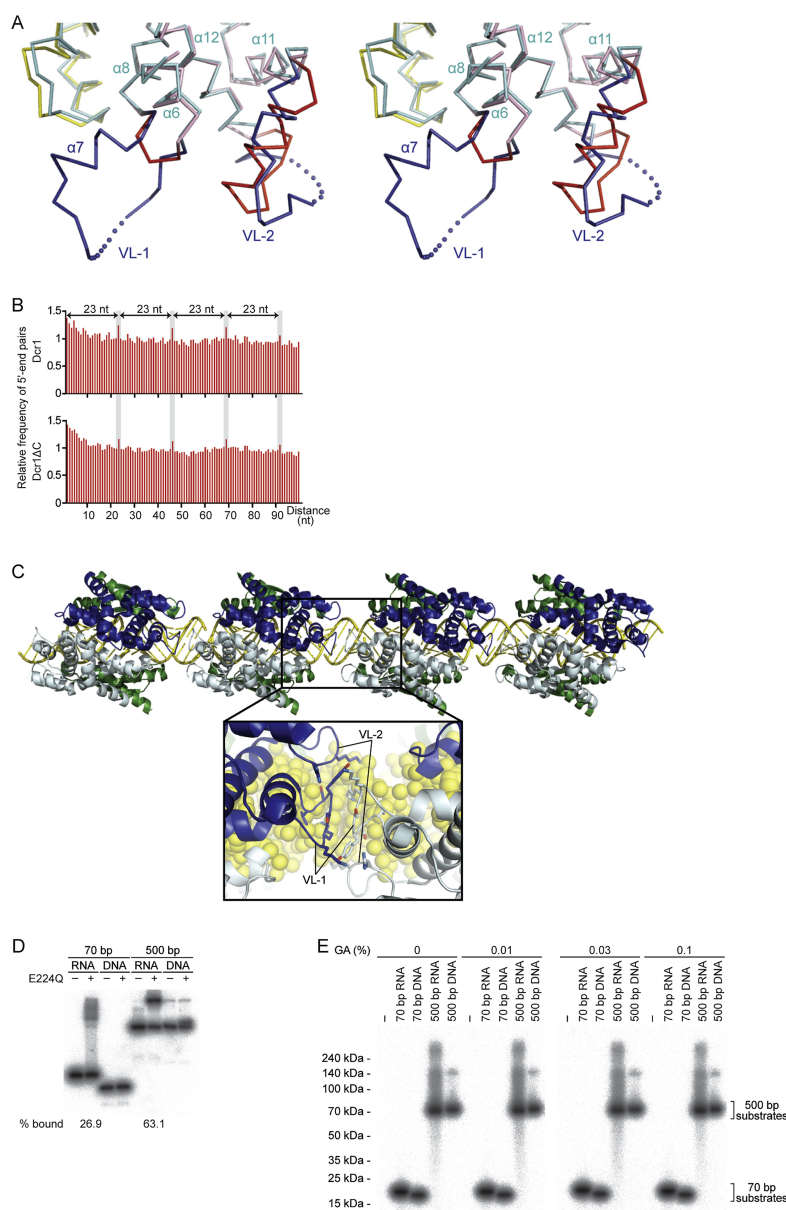 A
α12
α11
α8
α6
α7
VL-1
VL-2
α12
α11
α8
α6
α7
VL-1
VL-2
B
Relative frequency of 5'-end pairs
Dcr1
1.5
1
0.5
0
23 nt
23 nt
23 nt
23 nt
Dcr1ΔC
1.5
1
0.5
0
10 20 30 40 50 60 70 80 90
Distance
(nt)
C
VL-2
VL-1
D
70 bp 500 bp
RNA DNA RNA DNA
E224Q − + − + − + − +
% bound 26.9 63.1
E
GA (%) 0 0.01 0.03 0.1
− 70 bp RNA 70 bp DNA 500 bp RNA 500 bp DNA
− 70 bp RNA 70 bp DNA 500 bp RNA 500 bp DNA
− 70 bp RNA 70 bp DNA 500 bp RNA 500 bp DNA
− 70 bp RNA 70 bp DNA 500 bp RNA 500 bp DNA
240 kDa -
140 kDa -
100 kDa -
70 kDa -
50 kDa -
35 kDa -
25 kDa -
15 kDa -
500 bp
substrates
70 bp
substrates